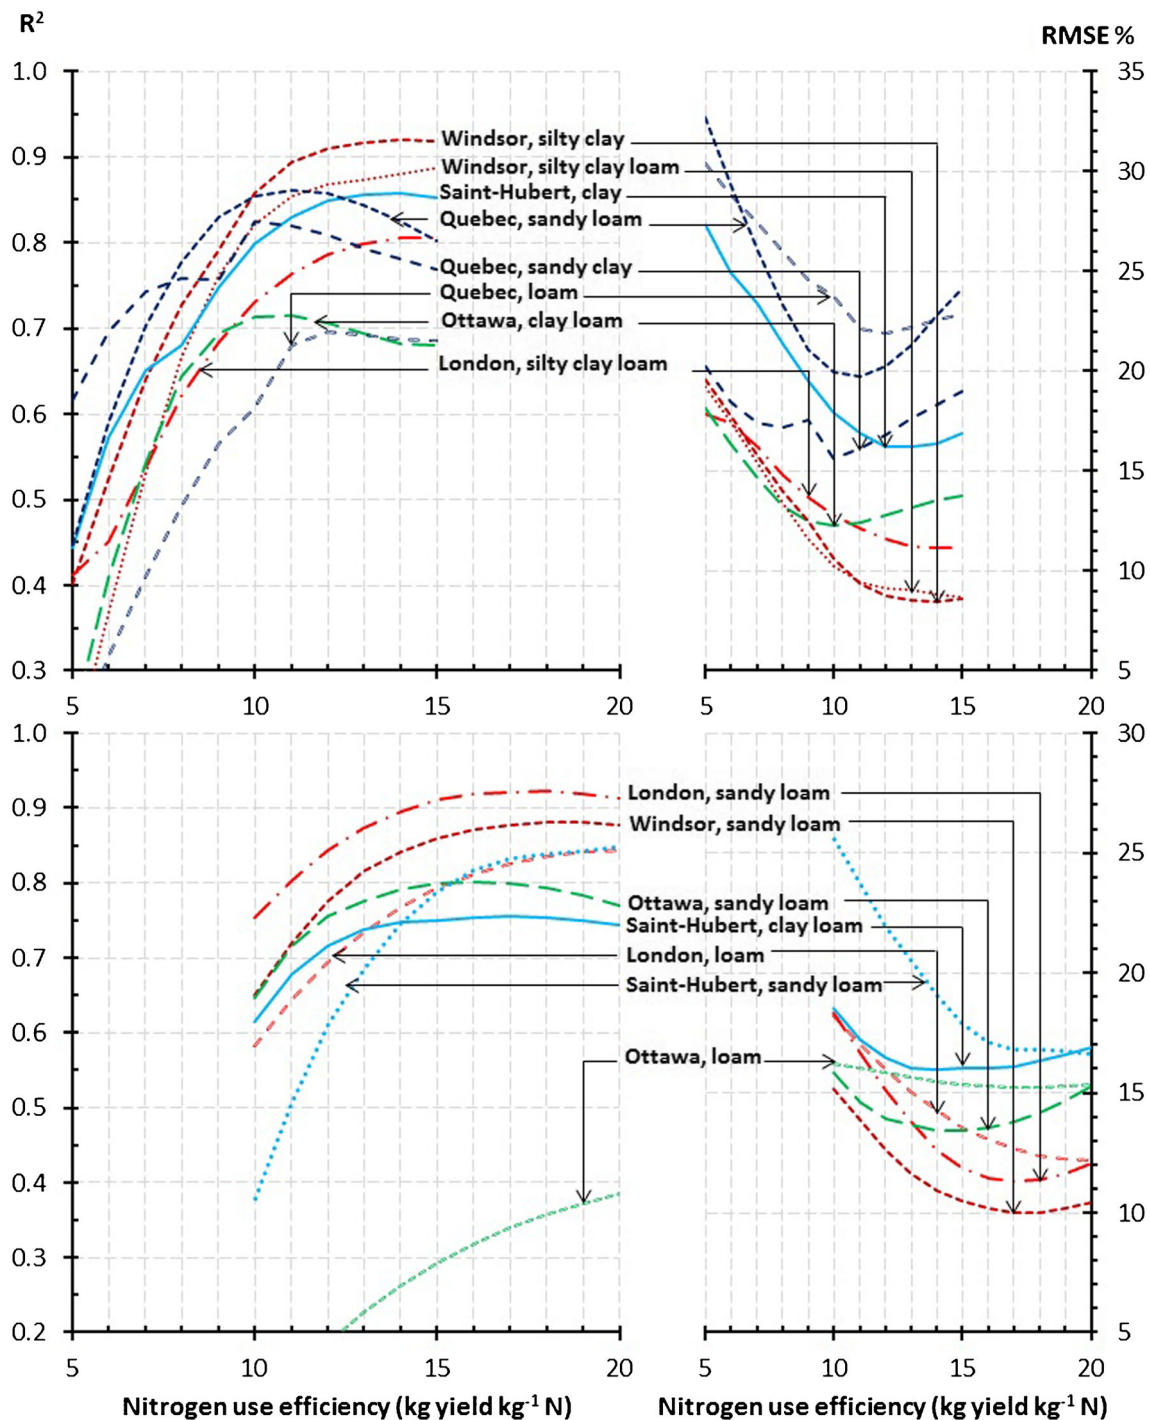 R²
RMSE %
1.0
0.9
0.8
0.7
0.6
0.5
0.4
0.3
5
10
15
20
Windsor, silty clay
Windsor, silty clay loam
Saint-Hubert, clay
Quebec, sandy loam
Quebec, sandy clay
Quebec, loam
Ottawa, clay loam
London, silty clay loam
35
30
25
20
15
10
5
5
10
15
20
1.0
0.9
0.8
0.7
0.6
0.5
0.4
0.3
0.2
5
10
15
20
London, sandy loam
Windsor, sandy loam
Ottawa, sandy loam
Saint-Hubert, clay loam
London, loam
Saint-Hubert, sandy loam
Ottawa, loam
30
25
20
15
10
5
5
10
15
20
Nitrogen use efficiency (kg yield kg⁻¹ N)
Nitrogen use efficiency (kg yield kg⁻¹ N)